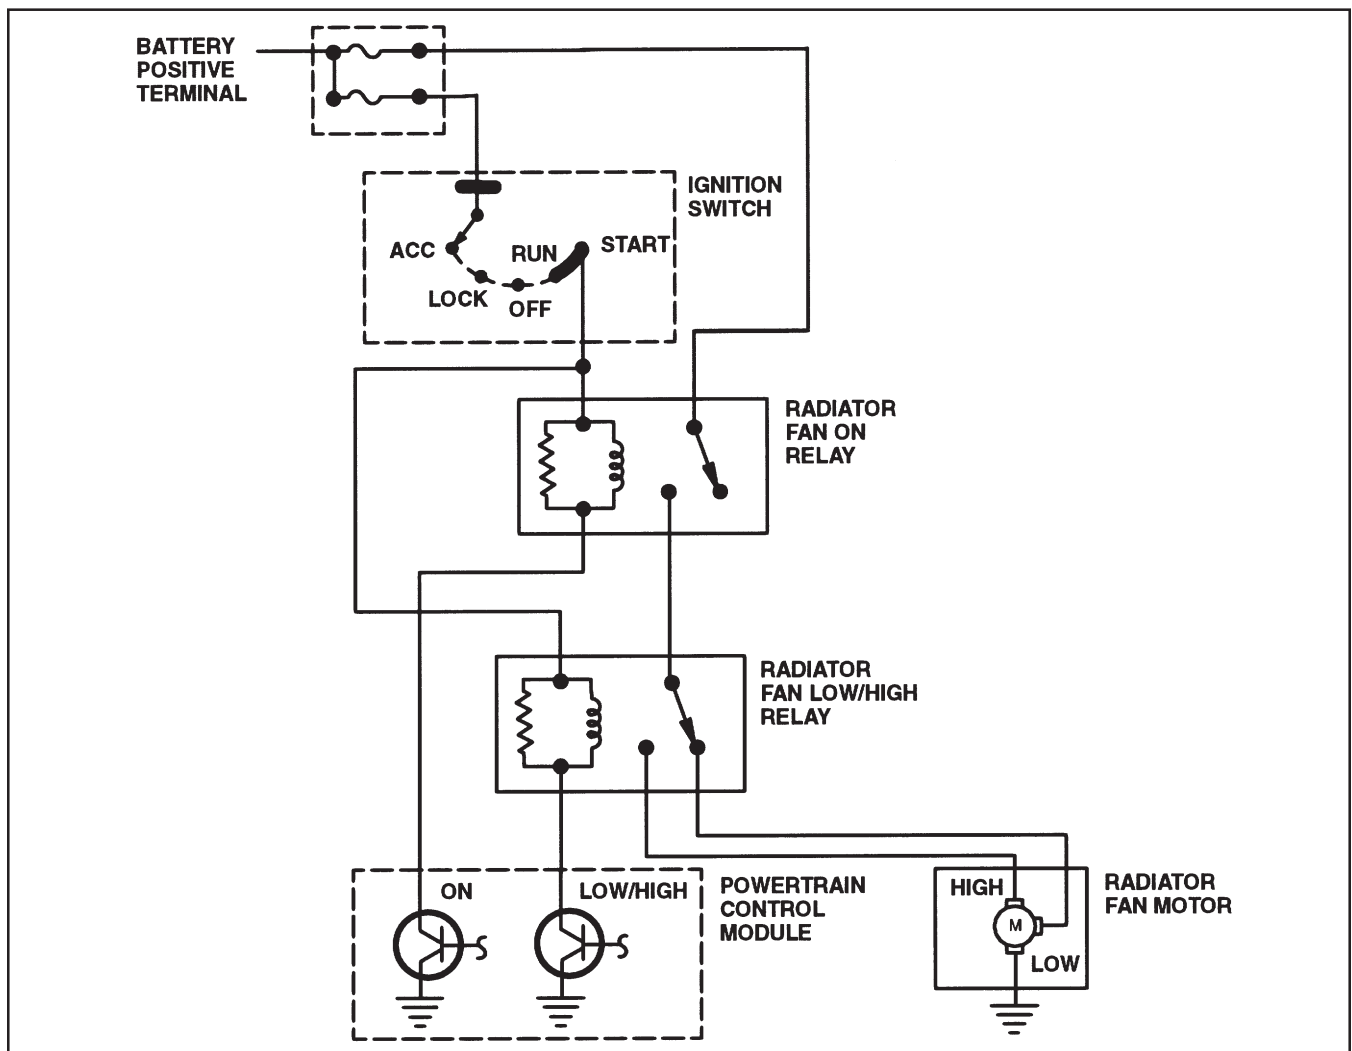 BATTERY
POSITIVE
TERMINAL
IGNITION
SWITCH
ACC
RUN
START
LOCK
OFF
RADIATOR
FAN ON
RELAY
RADIATOR
FAN LOW/HIGH
RELAY
ON
LOW/HIGH
POWERTRAIN
CONTROL
MODULE
HIGH
M
LOW
RADIATOR
FAN MOTOR